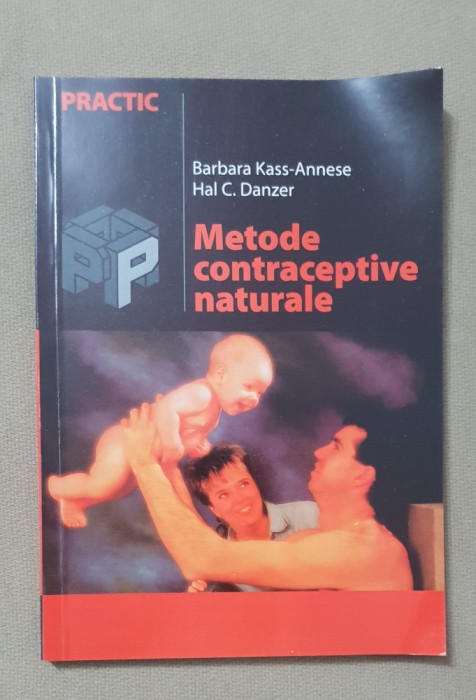 PRACTIC
Barbara Kass-Annese
Hal C. Danzer
P
Metode
contraceptive
naturale